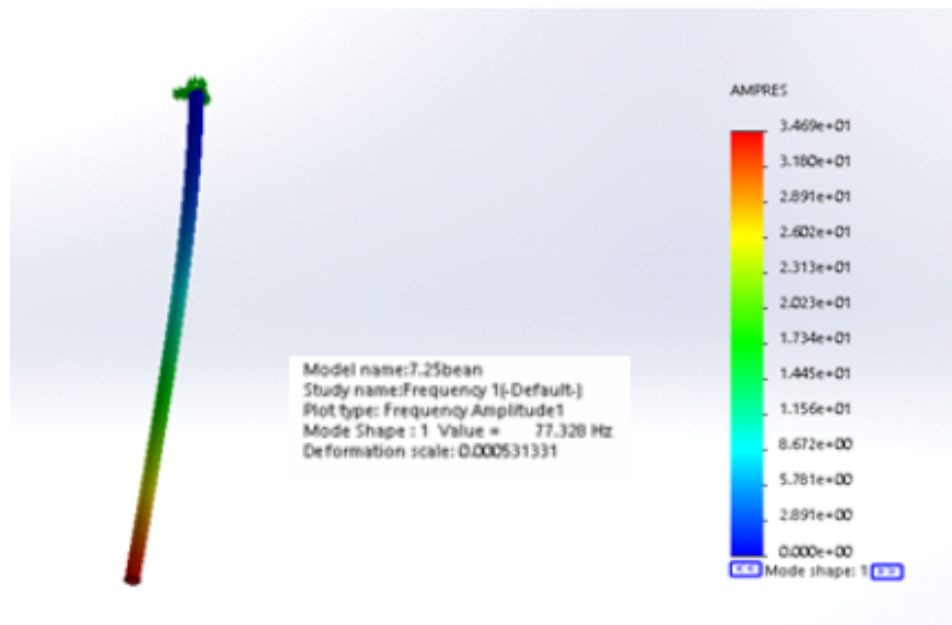 AMPRES
3.469e+01
3.180e+01
2.891e+01
2.602e+01
2.313e+01
2.023e+01
1.734e+01
1.445e+01
1.156e+01
8.672e+00
5.781e+00
2.891e+00
0.000e+00
<< Mode shape: 1 >>
Model name:7.25bean
Study name:Frequency 1(-Default-)
Plot type: Frequency Amplitude1
Mode Shape : 1 Value = 77.328 Hz
Deformation scale: 0.000531331